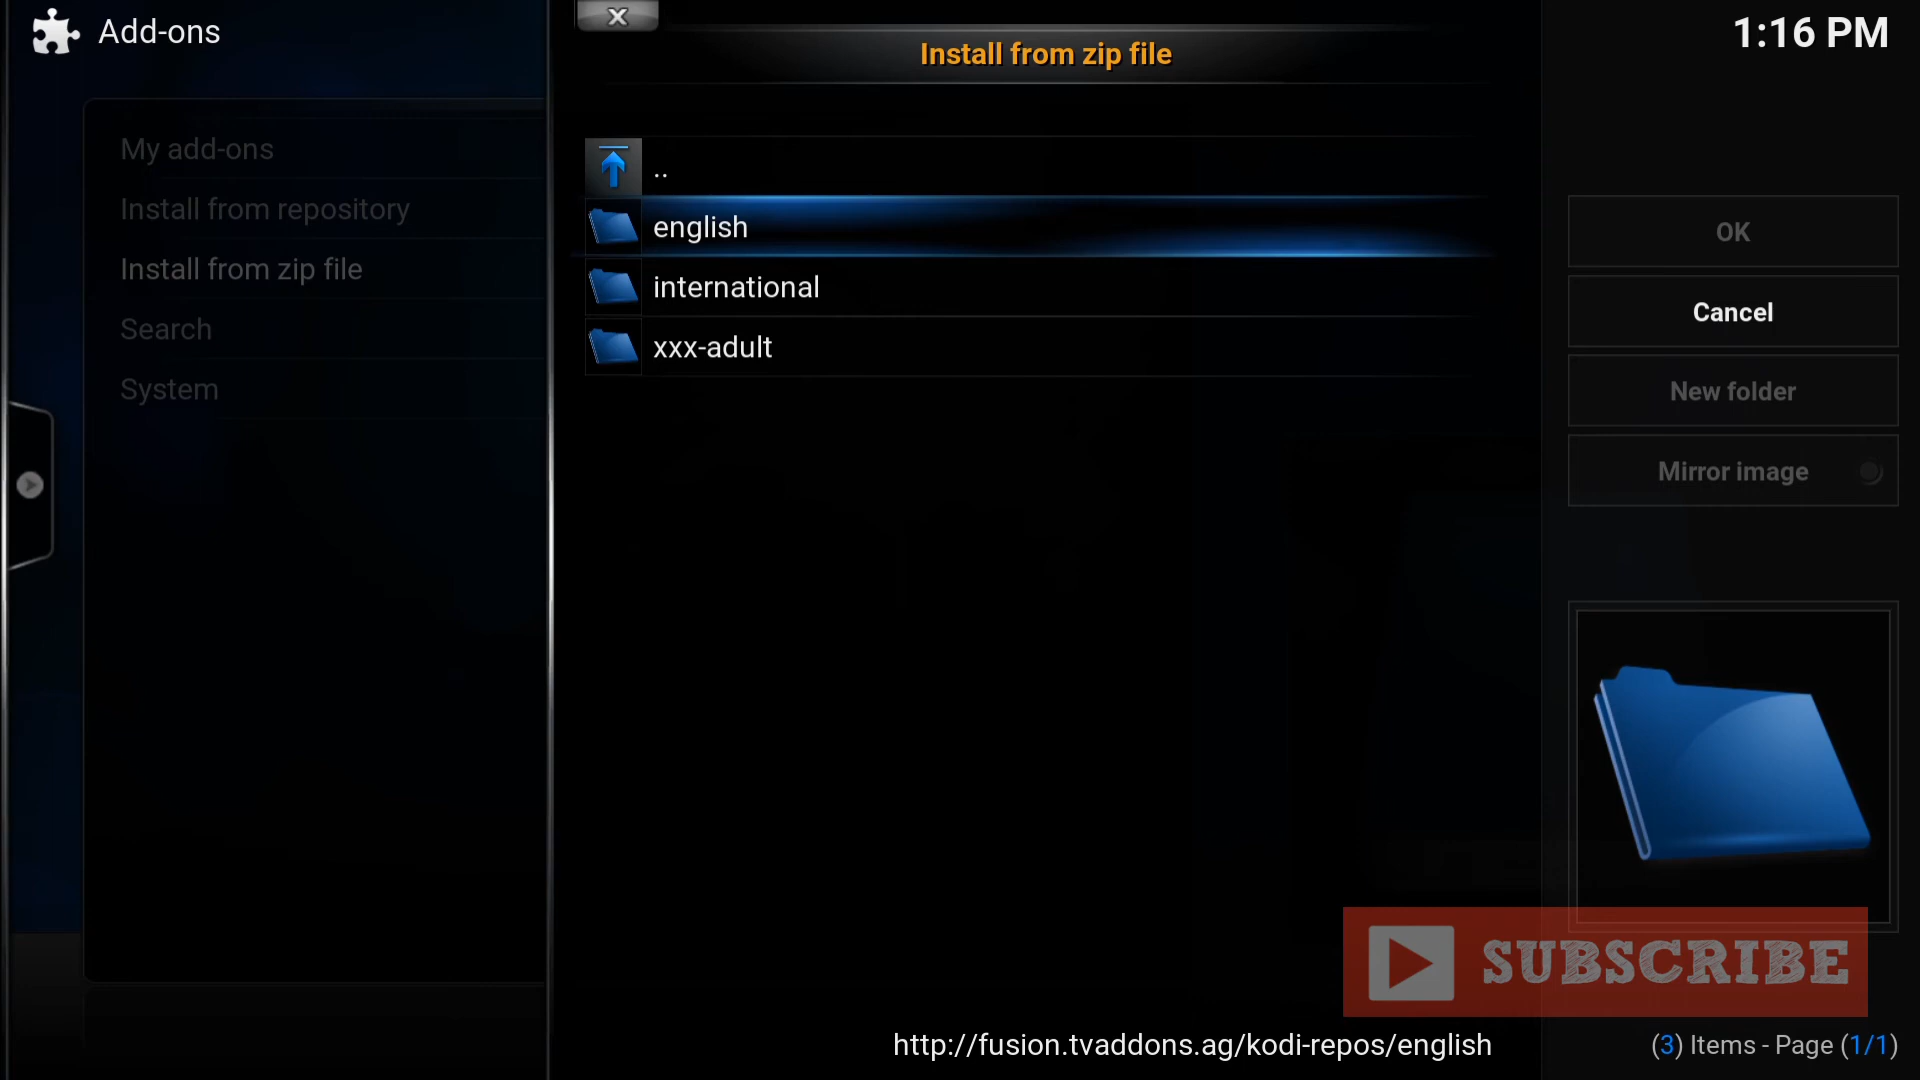 Add-ons
X
Install from zip file
1:16 PM
My add-ons
Install from repository
Install from zip file
Search
System
..
english
international
xxx-adult
OK
Cancel
New folder
Mirror image
SUBSCRIBE
http://fusion.tvaddons.ag/kodi-repos/english
(3) Items - Page (1/1)